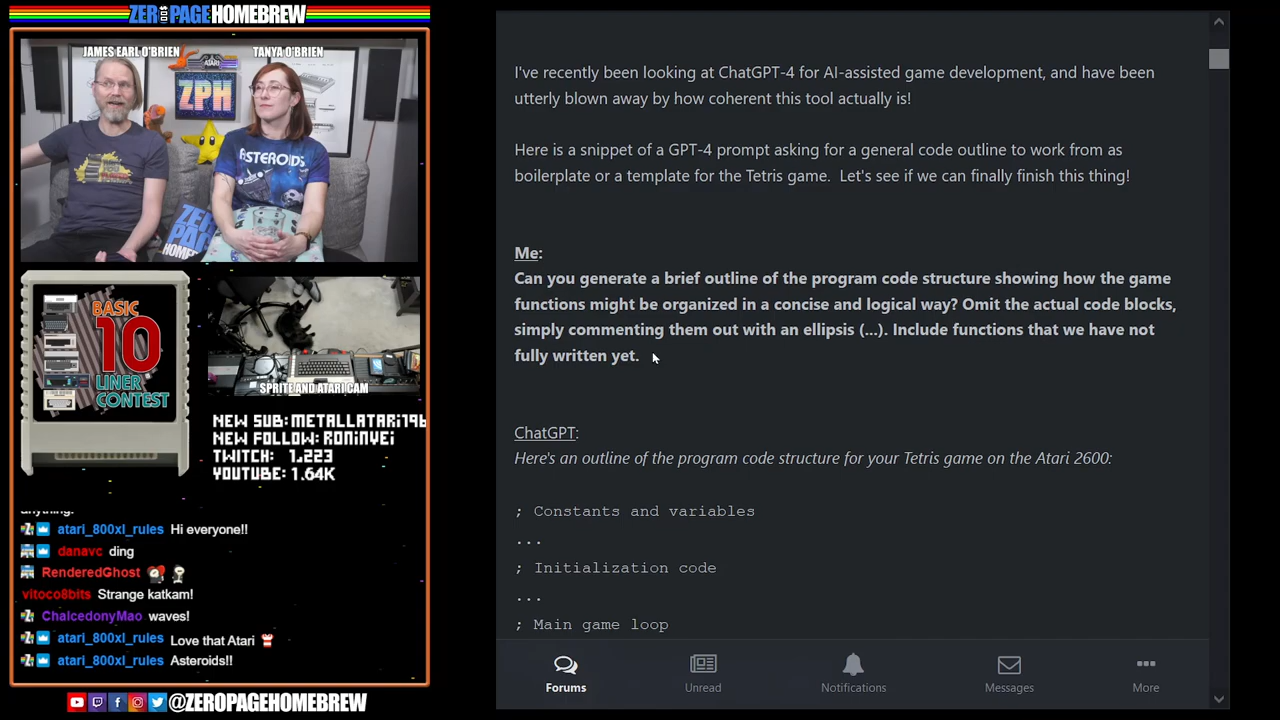 ZEROPAGEHOMEBREW
JAMES EARL O'BRIEN
TANYA O'BRIEN
ATARI
ZPH
ASTEROIDS
ZERO
PAGE
HOMEBREW
BASIC
10
LINER
CONTEST
SPRITE AND ATARI CAM
NEW SUB:METALLATARI196
NEW FOLLOW:RONINVEI
TWITCH: 1,223
YOUTUBE: 1.64K
anything.
atari_800xl_rules Hi everyone!!
danavc ding
RenderedGhost
vitoco8bits Strange katkam!
ChalcedonyMao waves!
atari_800xl_rules Love that Atari
atari_800xl_rules Asteroids!!
@ZEROPAGEHOMEBREW
I've recently been looking at ChatGPT-4 for AI-assisted game development, and have been
utterly blown away by how coherent this tool actually is!
Here is a snippet of a GPT-4 prompt asking for a general code outline to work from as
boilerplate or a template for the Tetris game.  Let's see if we can finally finish this thing!
Me:
Can you generate a brief outline of the program code structure showing how the game
functions might be organized in a concise and logical way? Omit the actual code blocks,
simply commenting them out with an ellipsis (...). Include functions that we have not
fully written yet.
ChatGPT:
Here's an outline of the program code structure for your Tetris game on the Atari 2600:
; Constants and variables
...
; Initialization code
...
; Main game loop
Forums
Unread
Notifications
Messages
More